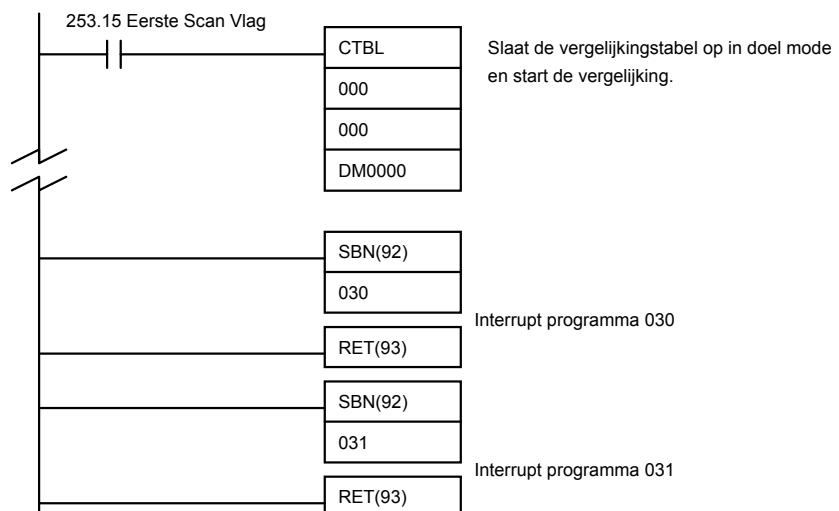 253.15 Eerste Scan Vlag
CTBL
000
000
DM0000
Slaat de vergelijkingstabel op in doel mode
en start de vergelijking.
SBN(92)
030
Interrupt programma 030
RET(93)
SBN(92)
031
Interrupt programma 031
RET(93)